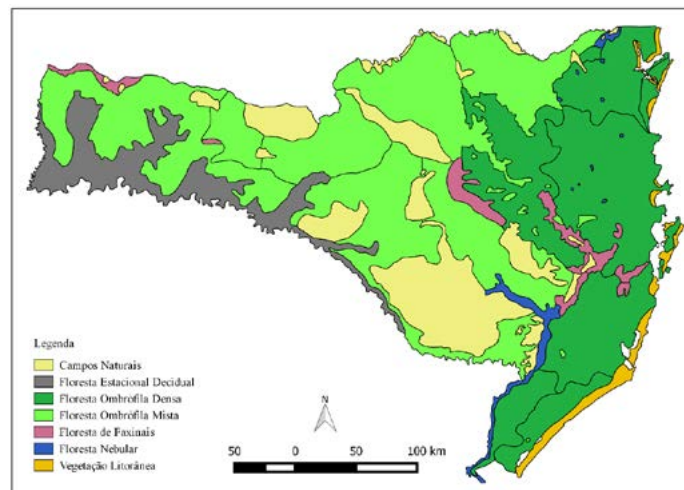 Legenda
Campos Naturais
Floresta Estacional Decidual
Floresta Ombrófila Densa
Floresta Ombrófila Mista
Floresta de Faxinais
Floresta Nebular
Vegetação Litorânea
N
50 0 50 100 km